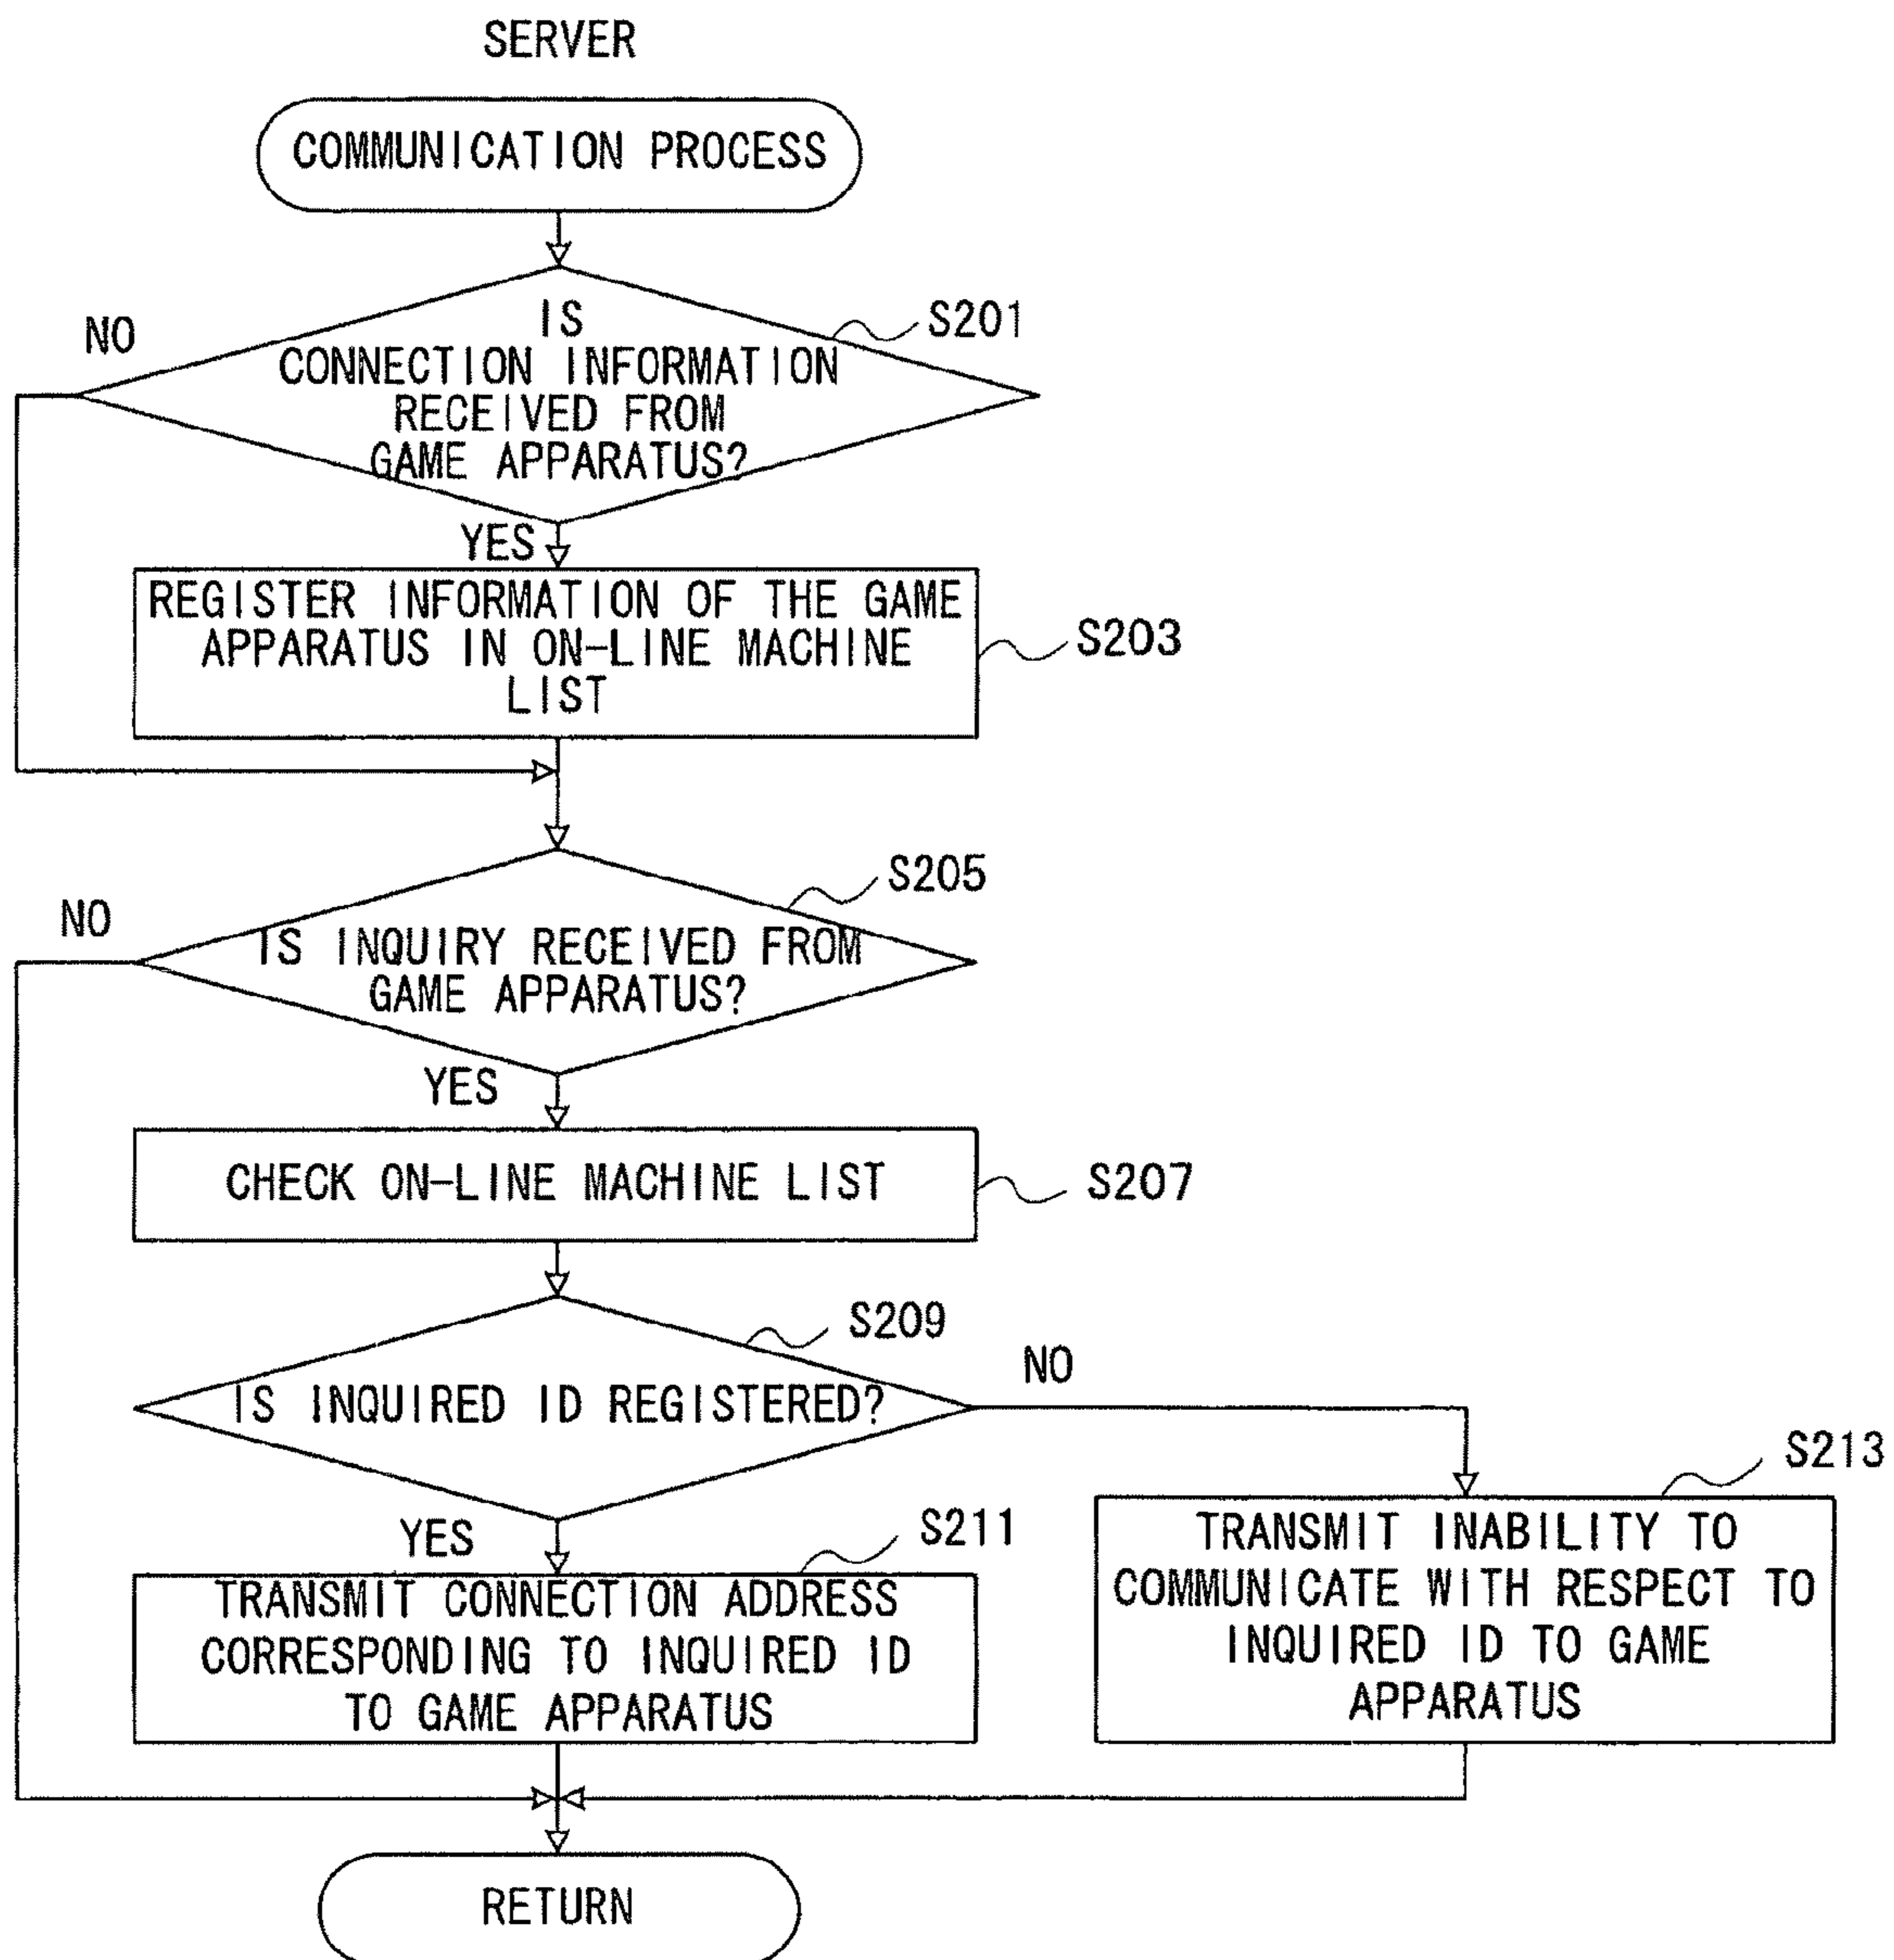 SERVER
COMMUNICATION PROCESS
IS
CONNECTION INFORMATION
RECEIVED FROM
GAME APPARATUS?
S201
NO
YES
REGISTER INFORMATION OF THE GAME
APPARATUS IN ON-LINE MACHINE
LIST
S203
S205
NO
IS INQUIRY RECEIVED FROM
GAME APPARATUS?
YES
CHECK ON-LINE MACHINE LIST
S207
S209
IS INQUIRED ID REGISTERED?
NO
YES
S211
TRANSMIT CONNECTION ADDRESS
CORRESPONDING TO INQUIRED ID
TO GAME APPARATUS
S213
TRANSMIT INABILITY TO
COMMUNICATE WITH RESPECT TO
INQUIRED ID TO GAME
APPARATUS
RETURN